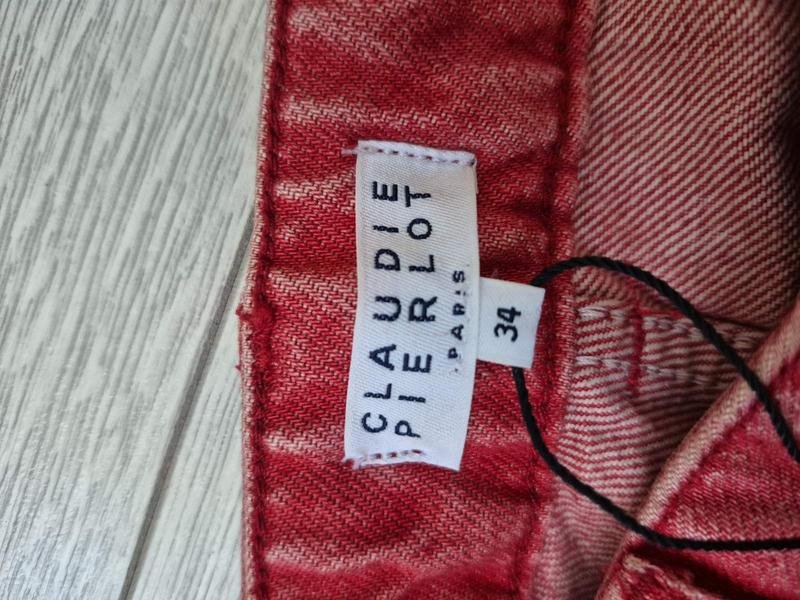 CLAUDIE
PIERLOT
.PARIS.
34